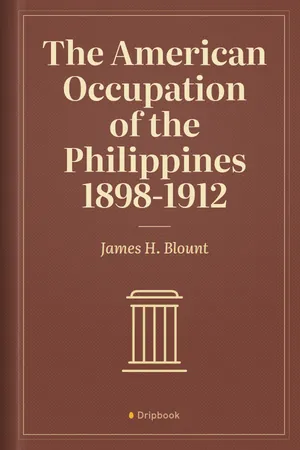 The American
Occupation
of the
Philippines
1898-1912
James H. Blount
Dripbook